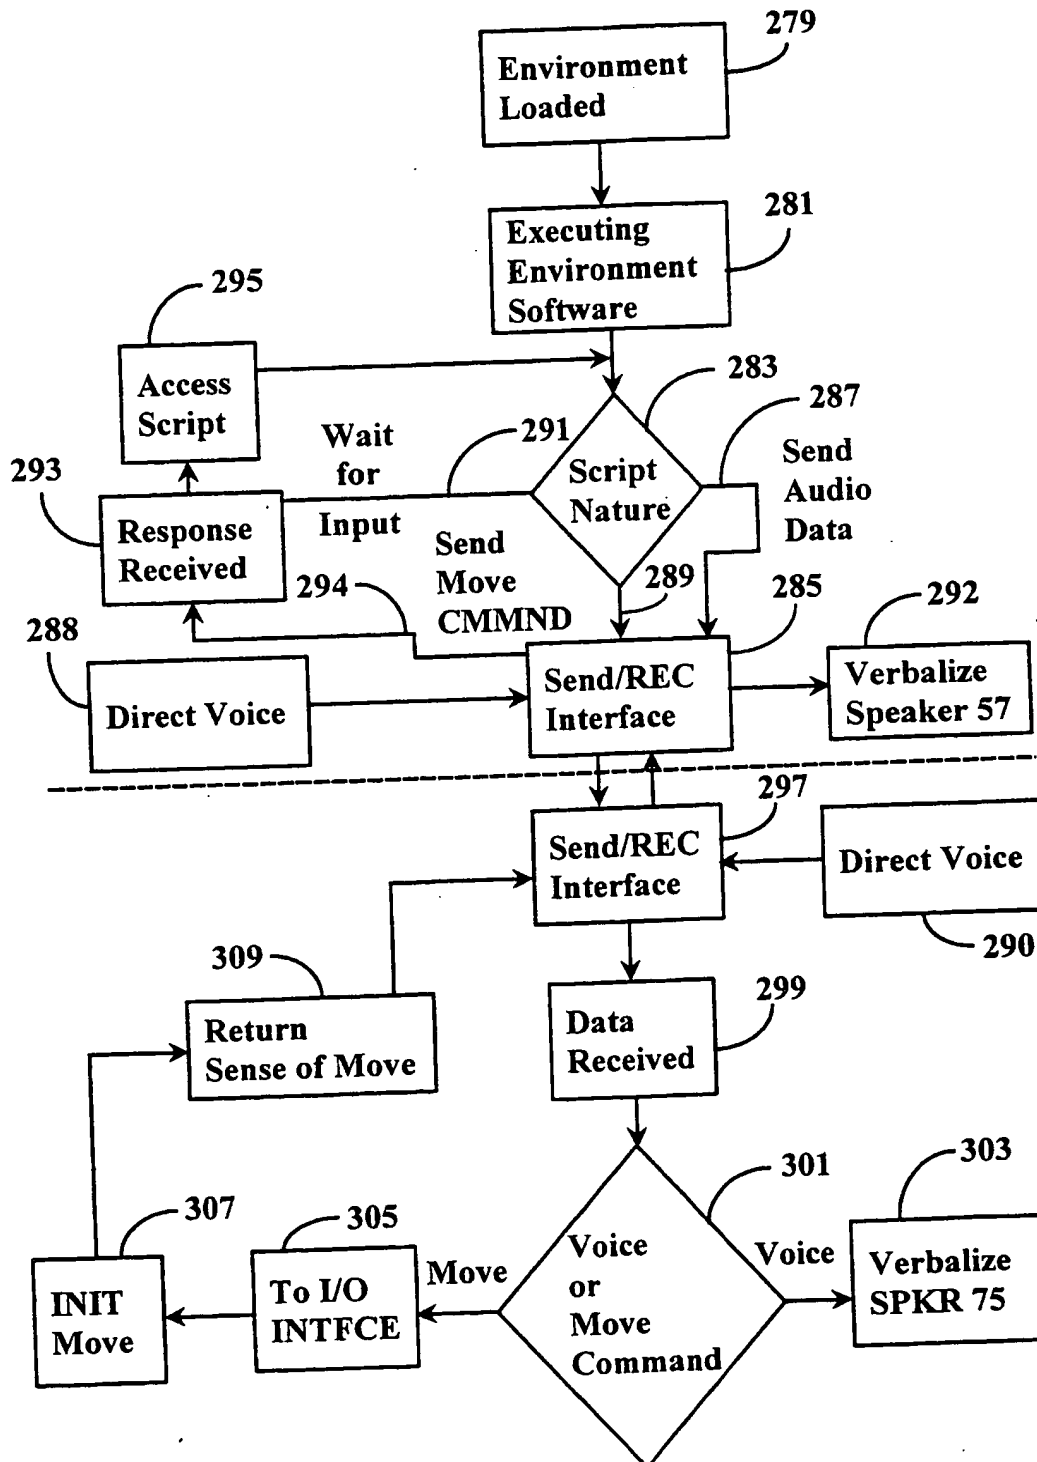 279
Environment
Loaded
281
Executing
Environment
Software
295
Access
Script
283
287
Wait
for
Input
291
Script
Nature
Send
Audio
Data
293
Response
Received
Send
Move
CMMND
294
289
285
292
288
Direct Voice
Send/REC
Interface
Verbalize
Speaker 57
297
Send/REC
Interface
Direct Voice
290
309
Return
Sense of Move
299
Data
Received
301
303
307
305
INIT
Move
To I/O
INTFCE
Move
Voice
or
Move
Command
Voice
Verbalize
SPKR 75